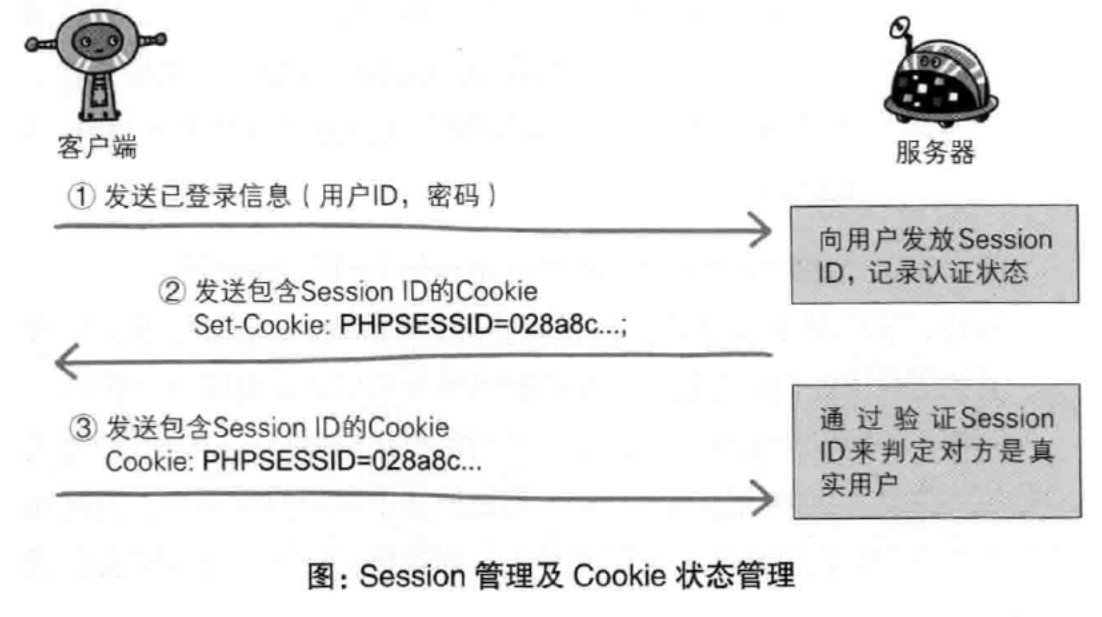 客户端
服务器
① 发送已登录信息（用户ID，密码）
向用户发放Session
ID，记录认证状态
② 发送包含Session ID的Cookie
Set-Cookie: PHPSESSID=028a8c...;
③ 发送包含Session ID的Cookie
Cookie: PHPSESSID=028a8c...
通过验证Session
ID来判定对方是真
实用户
图：Session 管理及 Cookie 状态管理